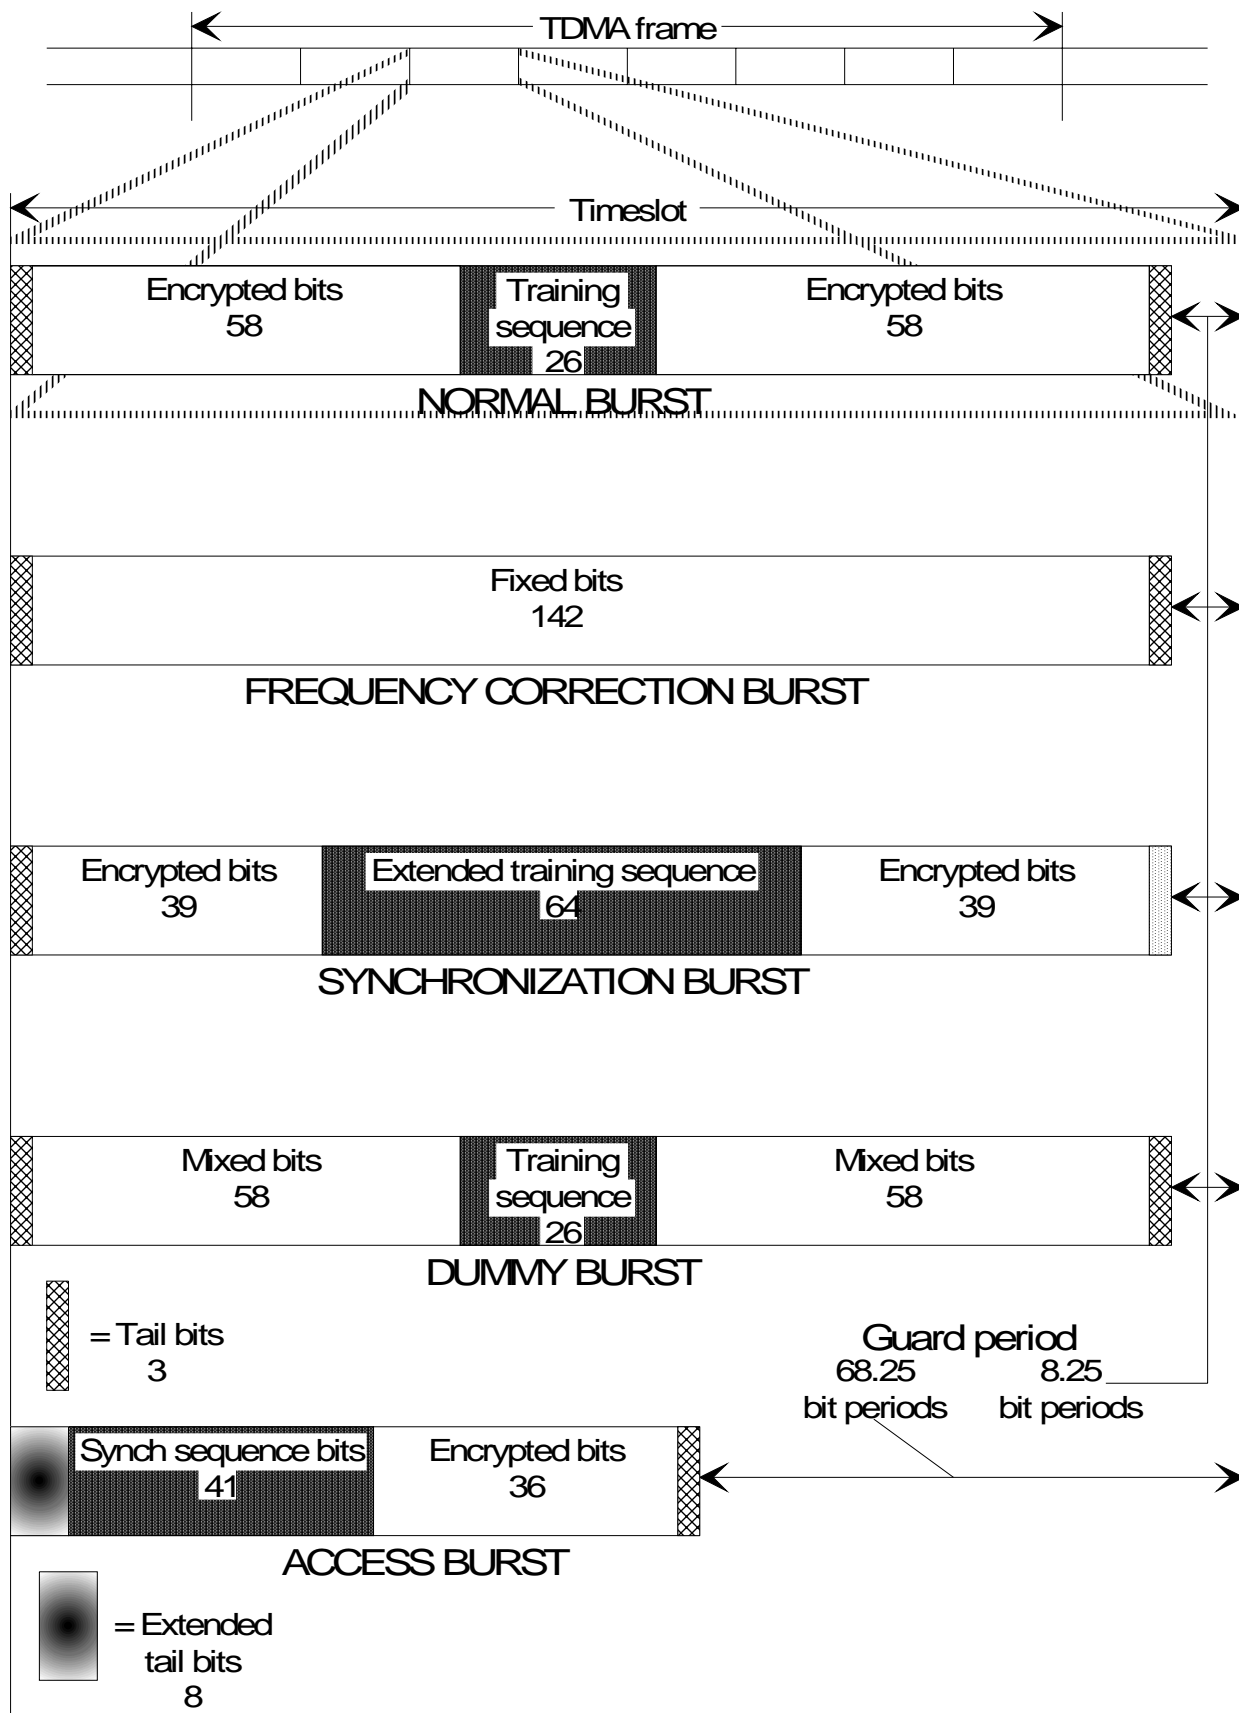 TDMA frame
Timeslot
Encrypted bits
58
Training
sequence
26
Encrypted bits
58
NORMAL BURST
Fixed bits
142
FREQUENCY CORRECTION BURST
Encrypted bits
39
Extended training sequence
64
Encrypted bits
39
SYNCHRONIZATION BURST
Mixed bits
58
Training
sequence
26
Mixed bits
58
DUMMY BURST
= Tail bits
3
Guard period
68.25
bit periods
8.25
bit periods
Synch sequence bits
41
Encrypted bits
36
ACCESS BURST
= Extended
tail bits
8